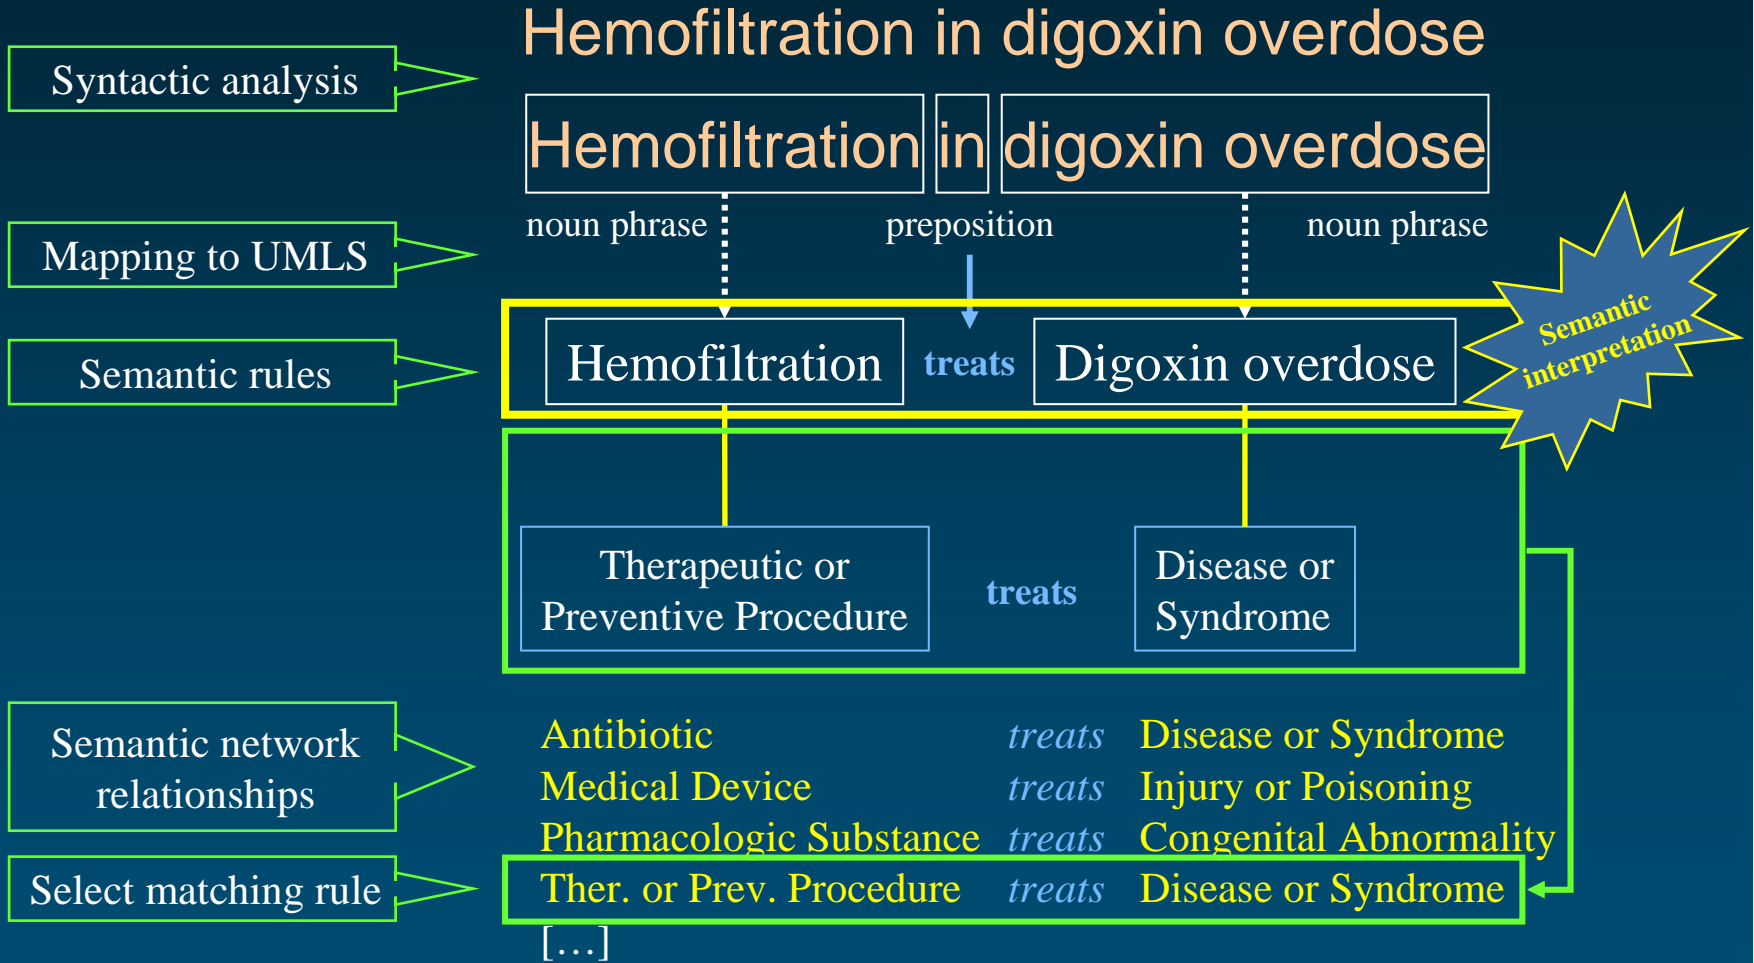 Hemofiltration in digoxin overdose
Syntactic analysis
Hemofiltration in digoxin overdose
noun phrase preposition noun phrase
Mapping to UMLS
Semantic
interpretation
Semantic rules
Hemofiltration treats Digoxin overdose
Therapeutic or
Preventive Procedure
treats
Disease or
Syndrome
Semantic network
relationships
Antibiotic treats Disease or Syndrome
Medical Device treats Injury or Poisoning
Pharmacologic Substance treats Congenital Abnormality
Select matching rule
Ther. or Prev. Procedure treats Disease or Syndrome
[…]